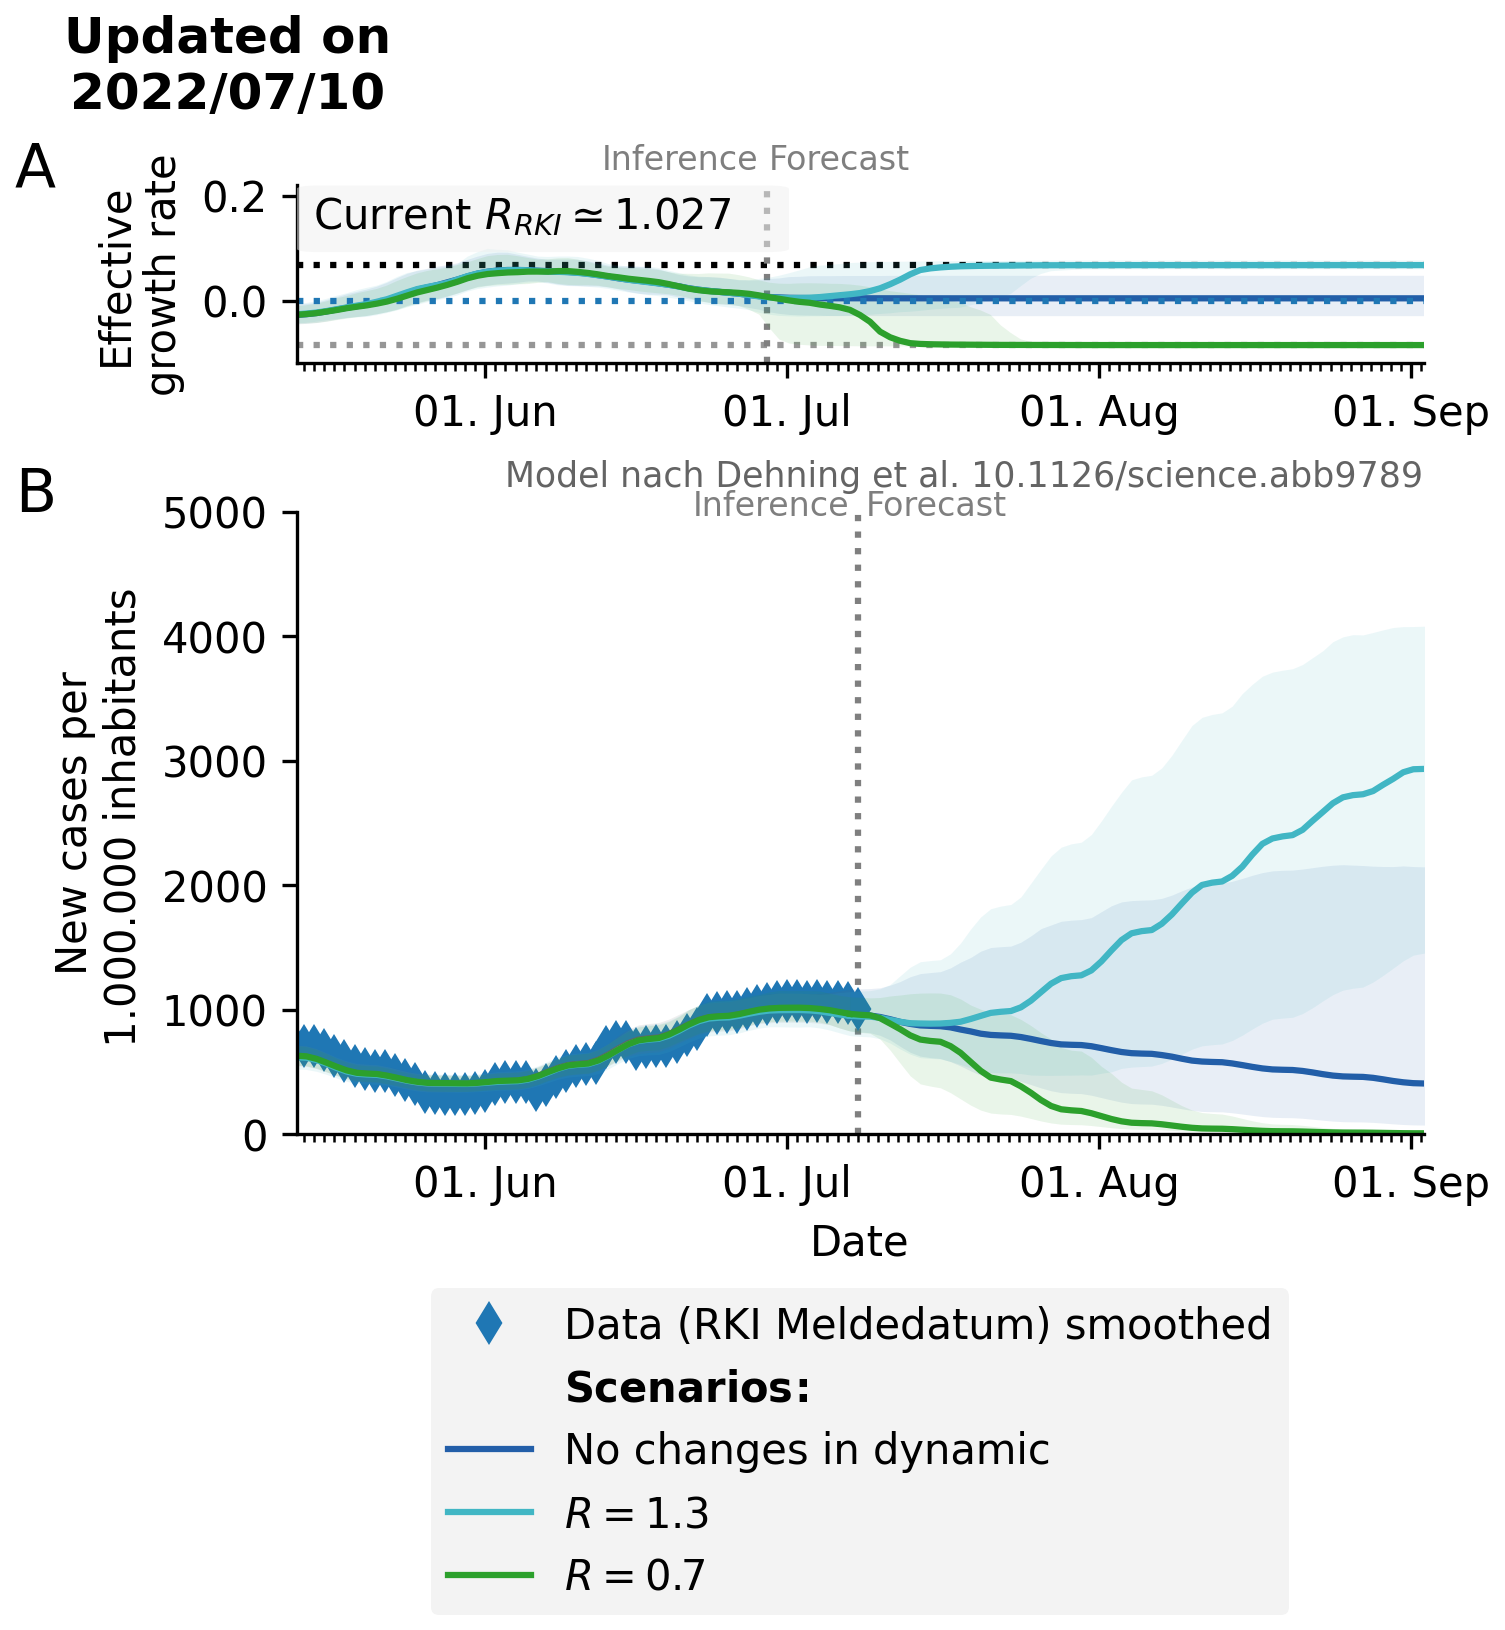 Updated on
2022/07/10
A
Effective
growth rate
Inference Forecast
Current R_RKI ≃ 1.027
0.2
0.0
01. Jun
01. Jul
01. Aug
01. Sep
B
Model nach Dehning et al. 10.1126/science.abb9789
Inference Forecast
New cases per
1.000.000 inhabitants
5000
4000
3000
2000
1000
0
01. Jun
01. Jul
01. Aug
01. Sep
Date
Data (RKI Meldedatum) smoothed
Scenarios:
No changes in dynamic
R = 1.3
R = 0.7